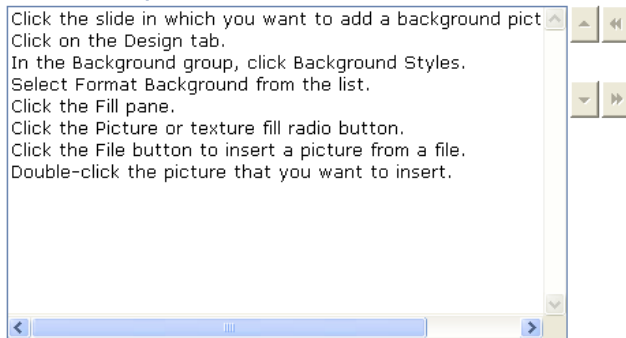 Click the slide in which you want to add a background pict
Click on the Design tab.
In the Background group, click Background Styles.
Select Format Background from the list.
Click the Fill pane.
Click the Picture or texture fill radio button.
Click the File button to insert a picture from a file.
Double-click the picture that you want to insert.